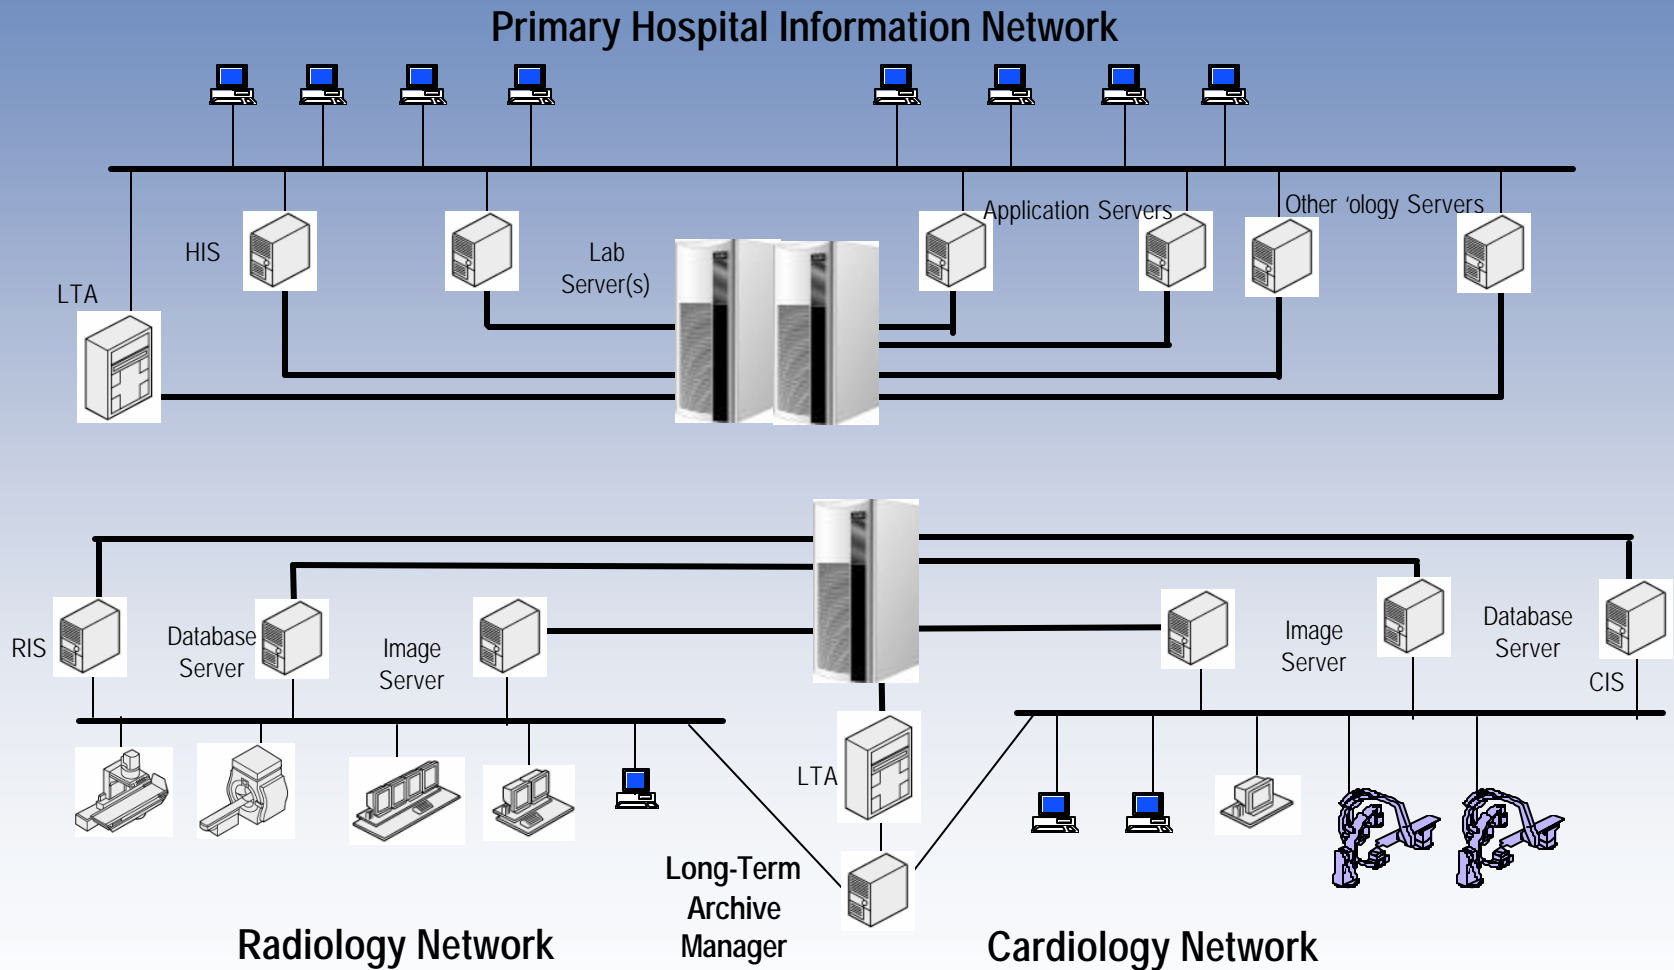 Primary Hospital Information Network
Application Servers
Other ‘ology Servers
HIS
Lab
Server(s)
LTA
RIS
Database
Server
Image
Server
Image
Server
Database
Server
CIS
LTA
Long-Term
Archive
Manager
Radiology Network
Cardiology Network